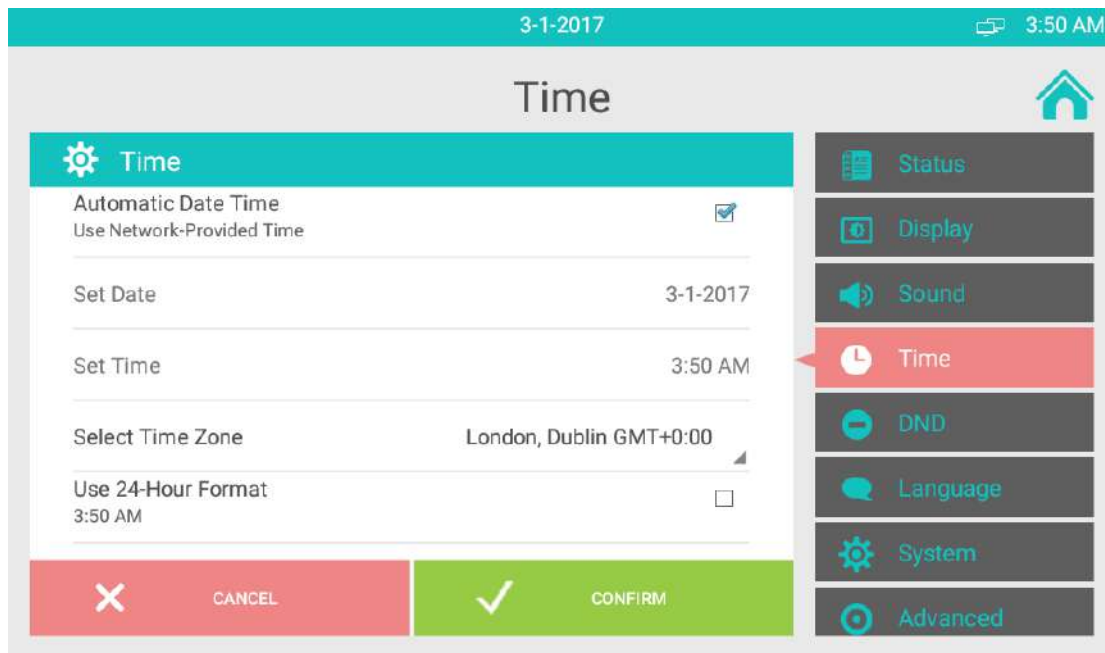 3-1-2017 3:50 AM
Time
Time
Automatic Date Time
Use Network-Provided Time
Set Date 3-1-2017
Set Time 3:50 AM
Select Time Zone London, Dublin GMT+0:00
Use 24-Hour Format
3:50 AM
CANCEL CONFIRM
Status
Display
Sound
Time
DND
Language
System
Advanced